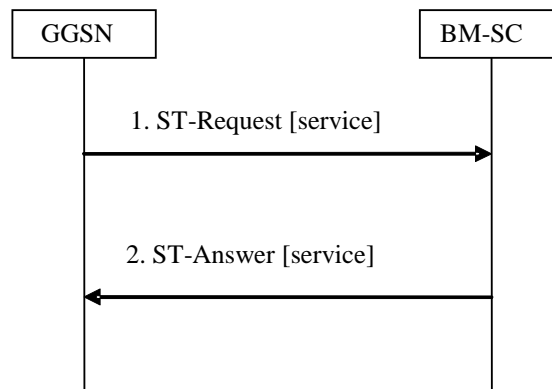 GGSN
BM-SC
1. ST-Request [service]
2. ST-Answer [service]